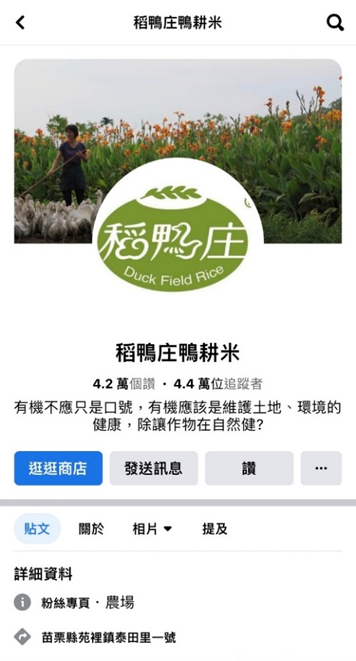 稻鴨庄鴨耕米
稻鴨庄
Duck Field Rice
稻鴨庄鴨耕米
4.2 萬個讚 · 4.4 萬位追蹤者
有機不應只是口號，有機應該是維護土地、環境的
健康，除讓作物在自然健?
逛逛商店 發送訊息 讚 ...
貼文 關於 相片 提及
詳細資料
粉絲專頁 · 農場
苗栗縣苑裡鎮泰田里一號